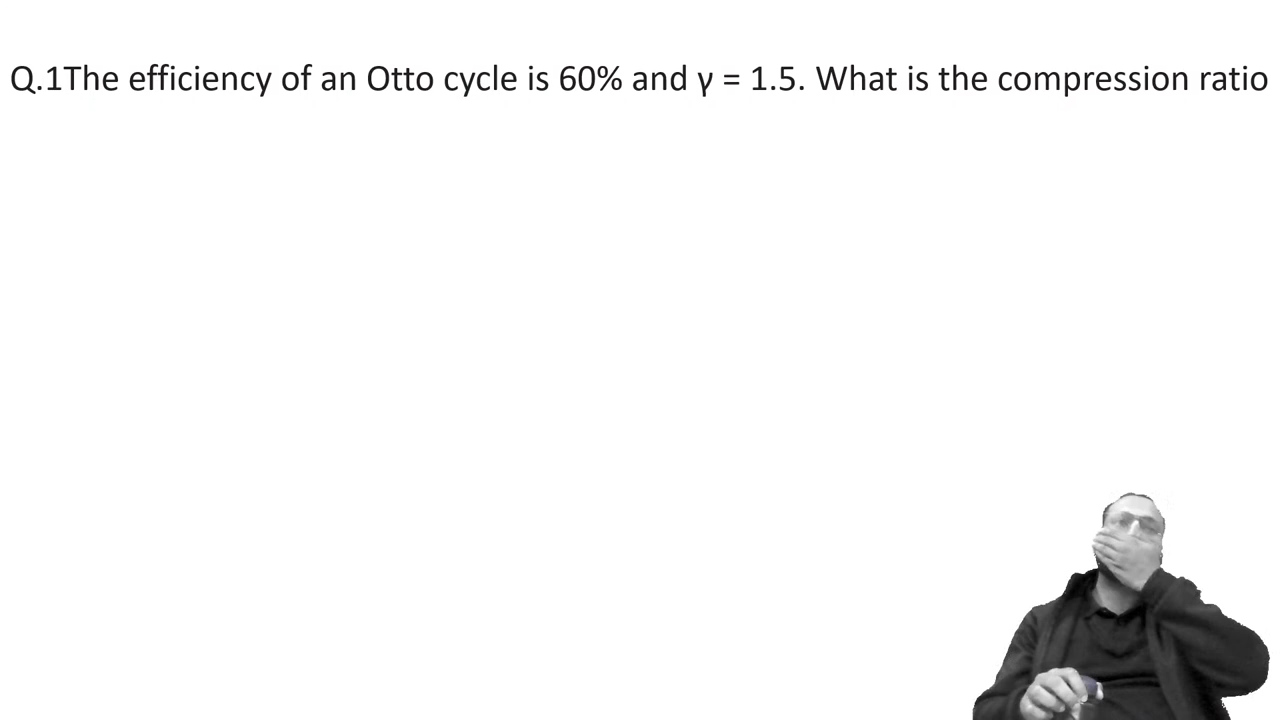 Q.1The efficiency of an Otto cycle is 60% and γ = 1.5. What is the compression ratio